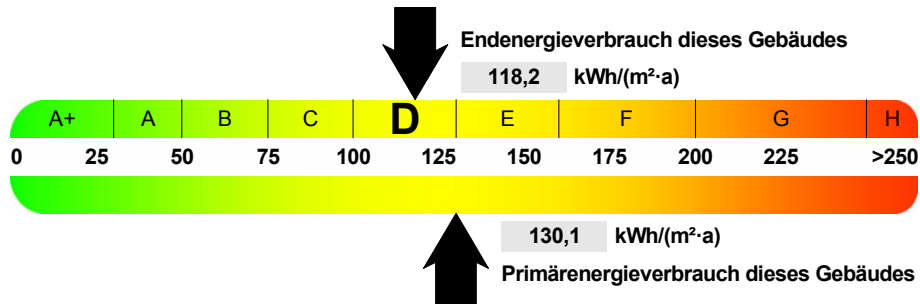 Endenergieverbrauch dieses Gebäudes
118,2 kWh/(m²·a)
A+ A B C D E F G H
0 25 50 75 100 125 150 175 200 225 >250
130,1 kWh/(m²·a)
Primärenergieverbrauch dieses Gebäudes